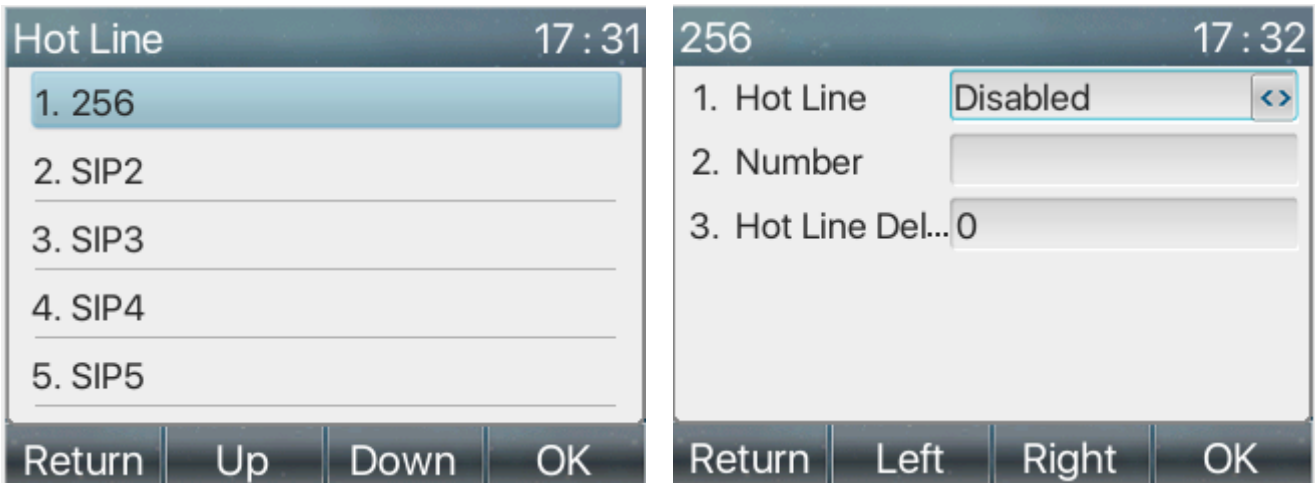 Hot Line 17 : 31
1. 256
2. SIP2
3. SIP3
4. SIP4
5. SIP5
Return Up Down OK
256 17 : 32
1. Hot Line Disabled <>
2. Number
3. Hot Line Del... 0
Return Left Right OK